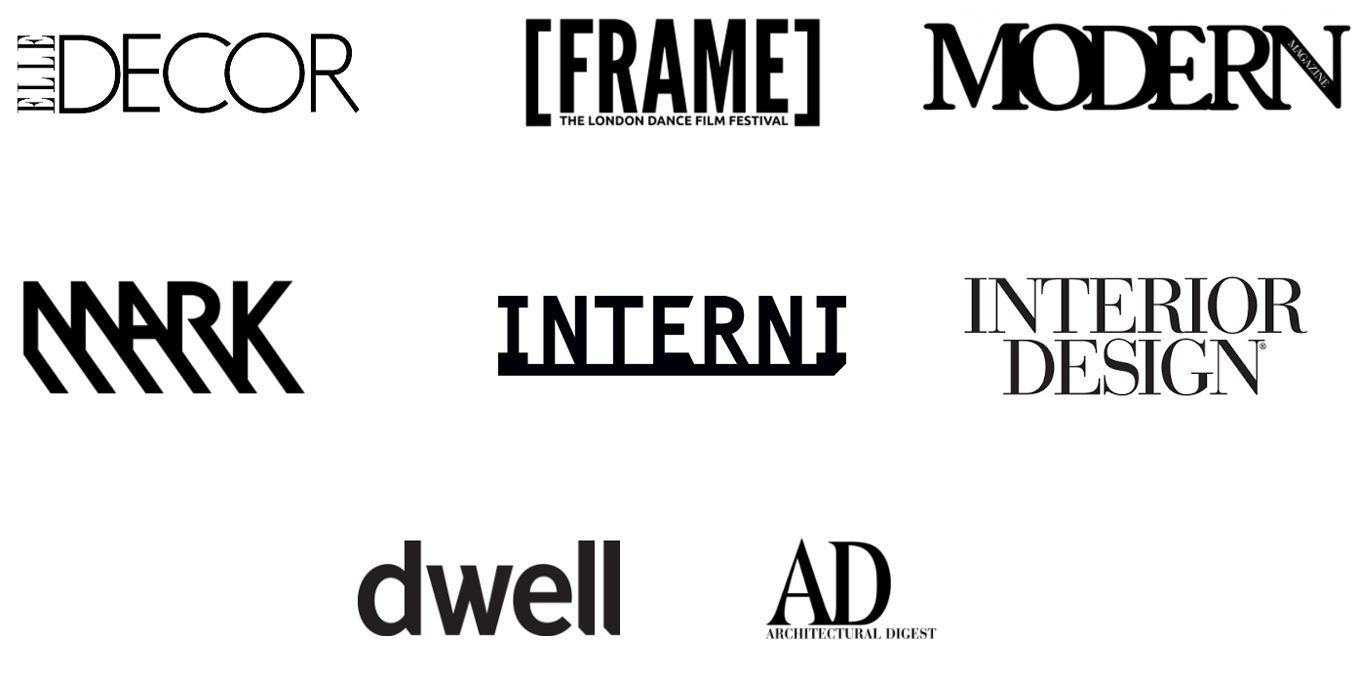 ELLE DECOR
[FRAME]
THE LONDON DANCE FILM FESTIVAL
MODERN
MAGAZINE
MARK
INTERNI
INTERIOR
DESIGN®
dwell
AD
ARCHITECTURAL DIGEST